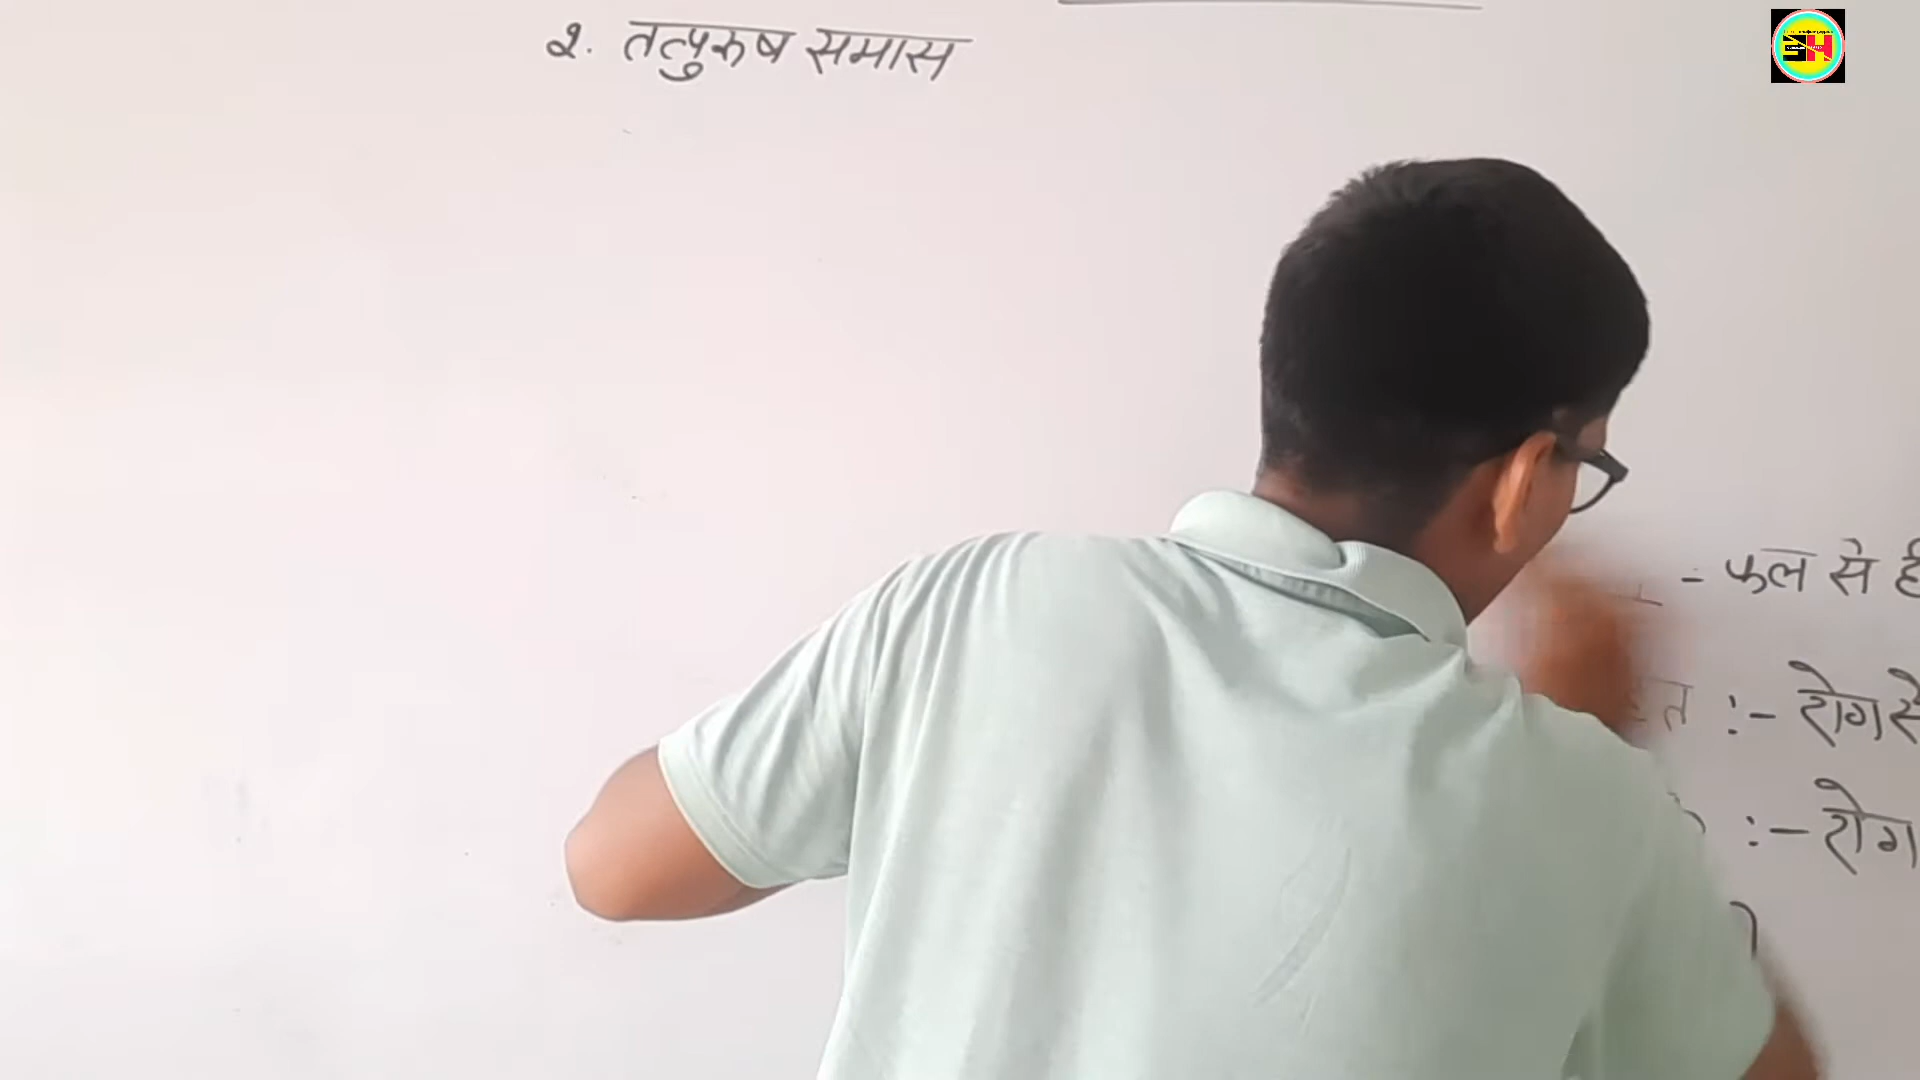 २. तत्पुरुष समास
- फल से
:- रोग से
:- रोग